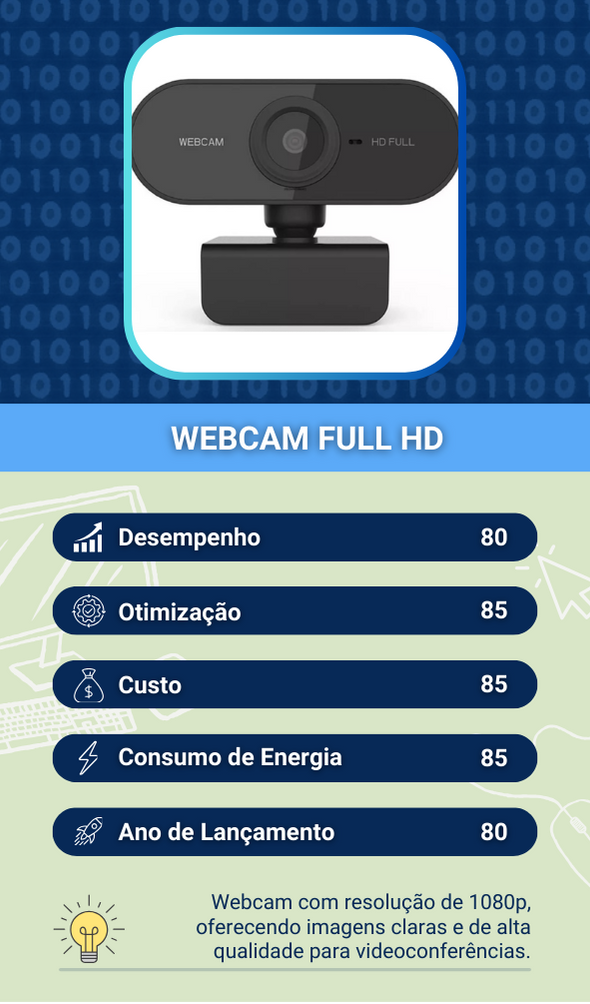 WEBCAM
HD FULL
WEBCAM FULL HD
Desempenho 80
Otimização 85
Custo 85
Consumo de Energia 85
Ano de Lançamento 80
Webcam com resolução de 1080p,
oferecendo imagens claras e de alta
qualidade para videoconferências.